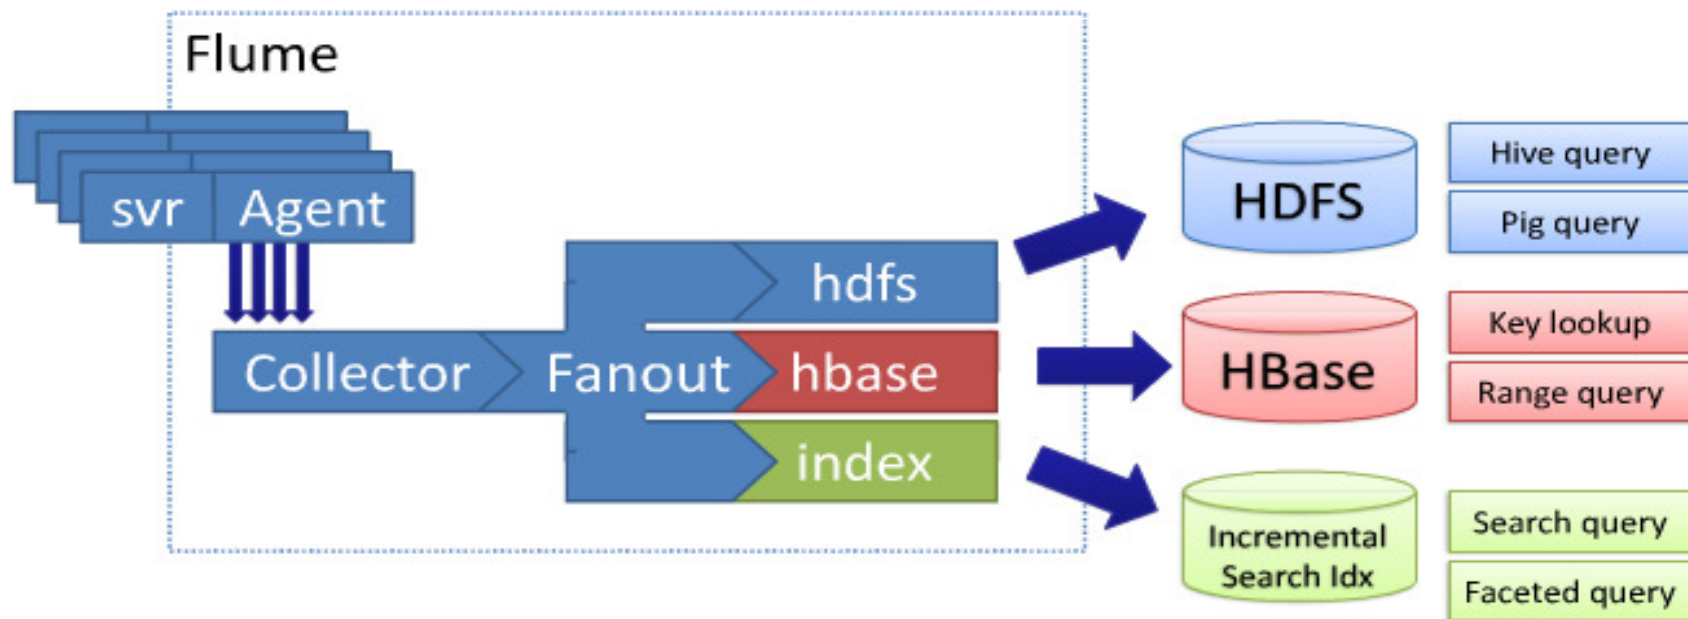 Flume
svr
Agent
Collector
Fanout
hdfs
hbase
index
HDFS
Hive query
Pig query
HBase
Key lookup
Range query
Incremental
Search Idx
Search query
Faceted query